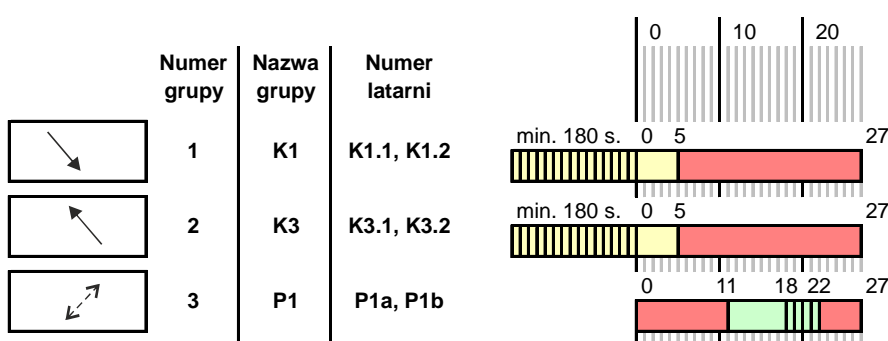 0 10 20
Numer grupy Nazwa grupy Numer latarni
min. 180 s. 0 5 27
1 K1 K1.1, K1.2
min. 180 s. 0 5 27
2 K3 K3.1, K3.2
0 11 18 22 27
3 P1 P1a, P1b